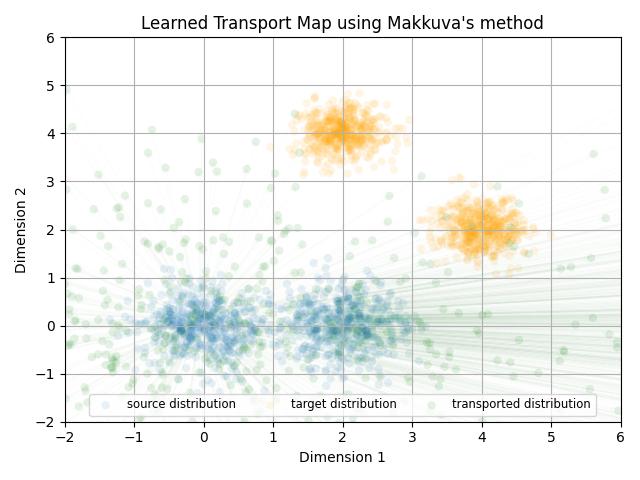 Learned Transport Map using Makkuva's method
6
5
4
3
2
1
0
−1
−2
Dimension 2
source distribution target distribution transported distribution
−2 −1 0 1 2 3 4 5 6
Dimension 1